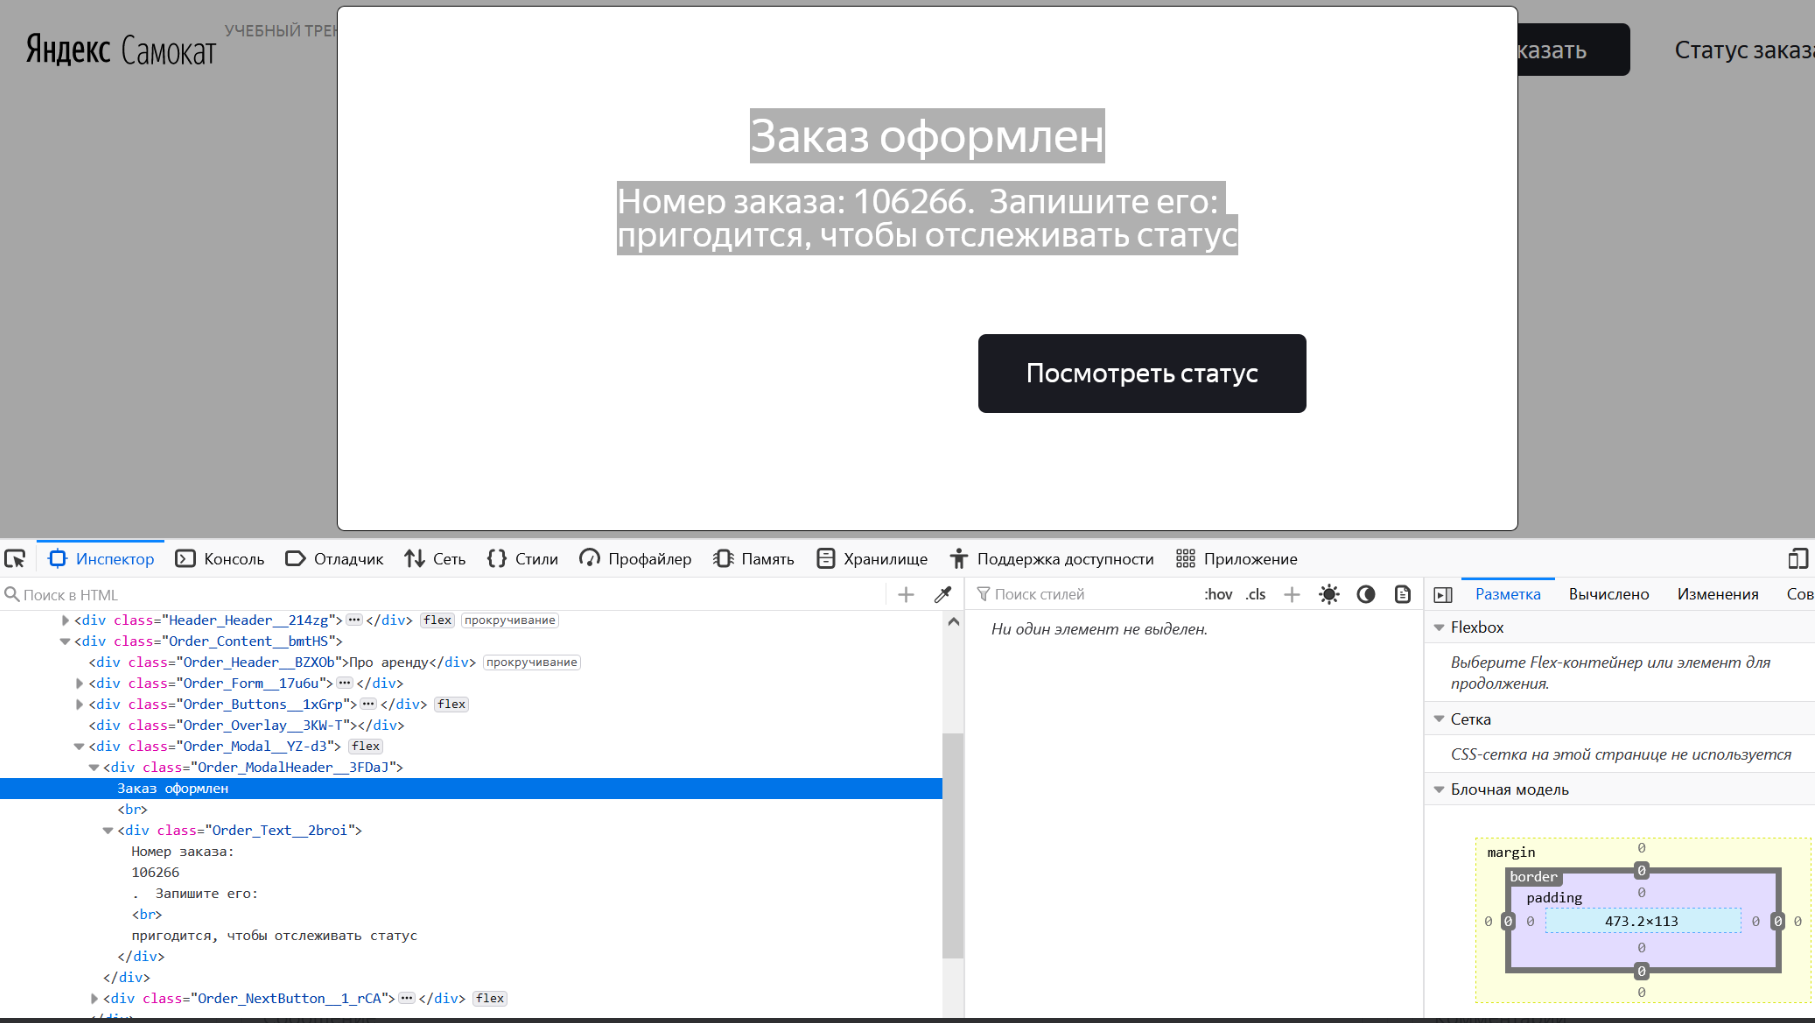 Яндекс Самокат
УЧЕБНЫЙ ТРЕН
казать
Статус заказа
Заказ оформлен
Номер заказа: 106266.  Запишите его:
пригодится, чтобы отслеживать статус
Посмотреть статус
Инспектор Консоль Отладчик Сеть Стили Профайлер Память Хранилище Поддержка доступности Приложение
Поиск в HTML
Поиск стилей :hov .cls
Разметка Вычислено Изменения Сов
<div class="Header_Header__214zg"> ··· </div> flex прокручивание
<div class="Order_Content__bmtHS">
<div class="Order_Header__BZXOb">Про аренду</div> прокручивание
<div class="Order_Form__17u6u"> ··· </div>
<div class="Order_Buttons__1xGrp"> ··· </div> flex
<div class="Order_Overlay__3KW-T"></div>
<div class="Order_Modal__YZ-d3"> flex
<div class="Order_ModalHeader__3FDaJ">
Заказ оформлен
<br>
<div class="Order_Text__2broi">
Номер заказа:
106266
.  Запишите его:
<br>
пригодится, чтобы отслеживать статус
</div>
</div>
<div class="Order_NextButton__1_rCA"> ··· </div> flex
</div>
Ни один элемент не выделен.
Flexbox
Выберите Flex-контейнер или элемент для
продолжения.
Сетка
CSS-сетка на этой странице не используется
Блочная модель
margin 0
border 0
padding 0
0 0 0 473.2×113 0 0 0
0
0
0